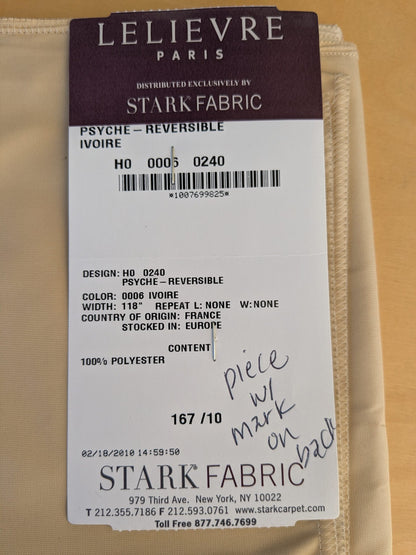 LELIEVRE
PARIS
DISTRIBUTED EXCLUSIVELY BY
STARK FABRIC
PSYCHE - REVERSIBLE
IVOIRE
H0 0006 0240
*1007699825*
DESIGN: H0 0240
PSYCHE - REVERSIBLE
COLOR: 0006 IVOIRE
WIDTH: 118" REPEAT L: NONE W: NONE
COUNTRY OF ORIGIN: FRANCE
STOCKED IN: EUROPE
CONTENT
100% POLYESTER
piece
w/
mark
on
back
167 /10
02/18/2010 14:59:50
STARK® FABRIC
979 Third Ave. New York, NY 10022
T 212.355.7186 F 212.593.0761 www.starkcarpet.com
Toll Free 877.746.7699